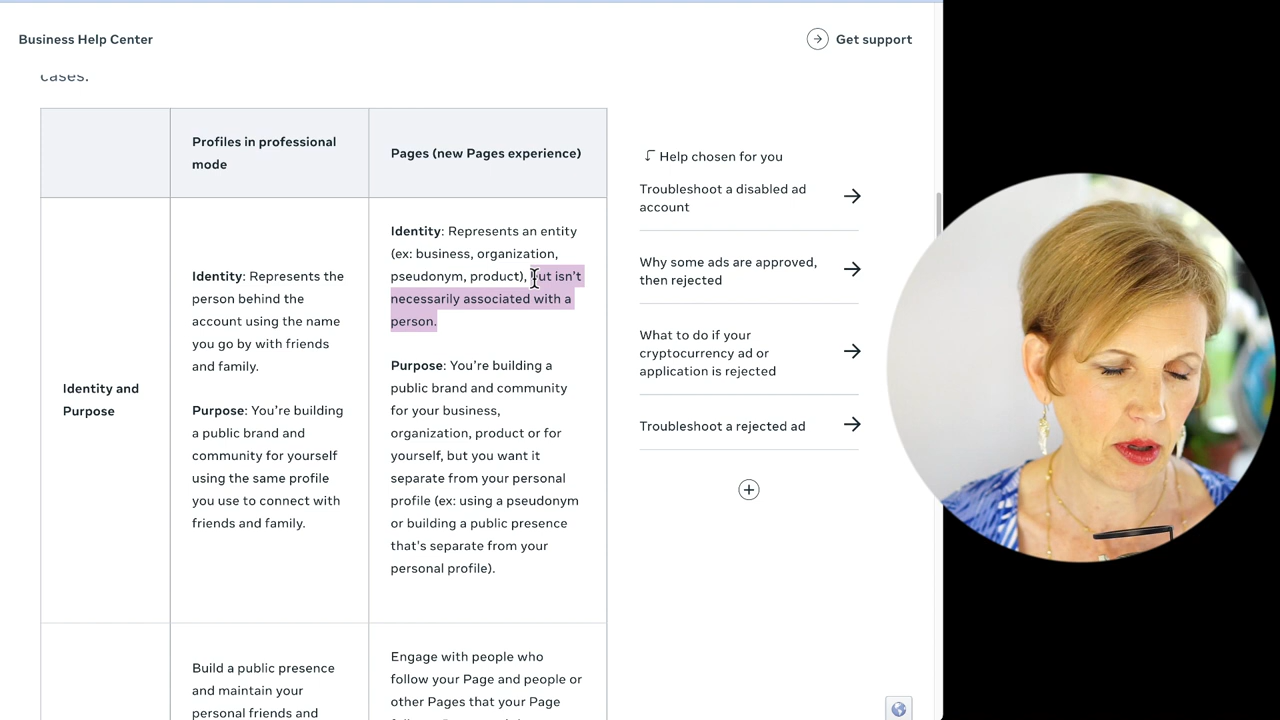 Business Help Center
Get support
cases.
Profiles in professional
mode
Pages (new Pages experience)
Identity and
Purpose
Identity: Represents the
person behind the
account using the name
you go by with friends
and family.
Purpose: You’re building
a public brand and
community for yourself
using the same profile
you use to connect with
friends and family.
Identity: Represents an entity
(ex: business, organization,
pseudonym, product), but isn’t
necessarily associated with a
person.
Purpose: You’re building a
public brand and community
for your business,
organization, product or for
yourself, but you want it
separate from your personal
profile (ex: using a pseudonym
or building a public presence
that’s separate from your
personal profile).
Build a public presence
and maintain your
personal friends and
Engage with people who
follow your Page and people or
other Pages that your Page
Help chosen for you
Troubleshoot a disabled ad
account
Why some ads are approved,
then rejected
What to do if your
cryptocurrency ad or
application is rejected
Troubleshoot a rejected ad